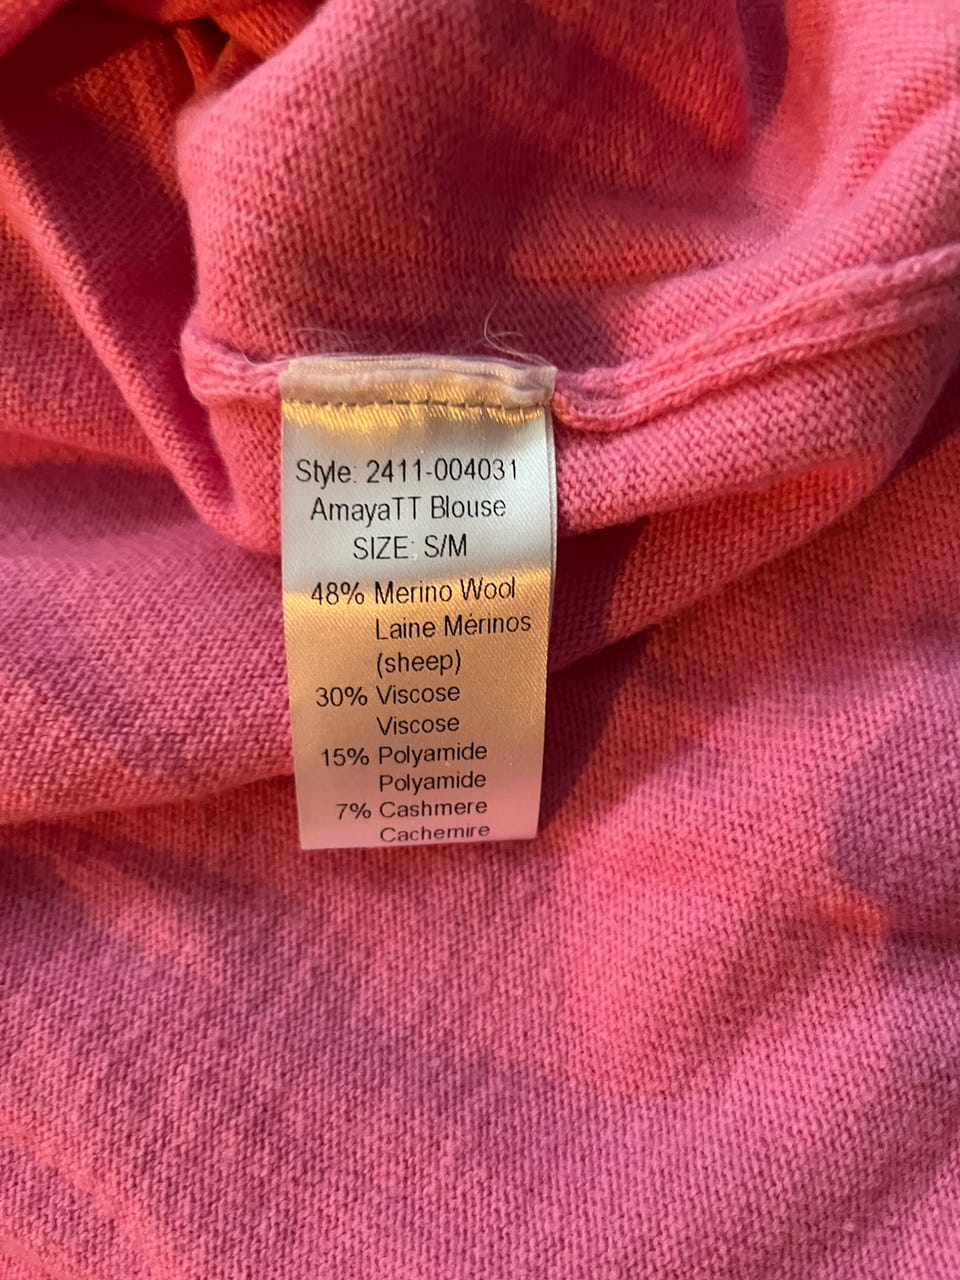 Style: 2411-004031
AmayaTT Blouse
SIZE: S/M
48% Merino Wool
Laine Mérinos
(sheep)
30% Viscose
Viscose
15% Polyamide
Polyamide
7% Cashmere
Cachemire